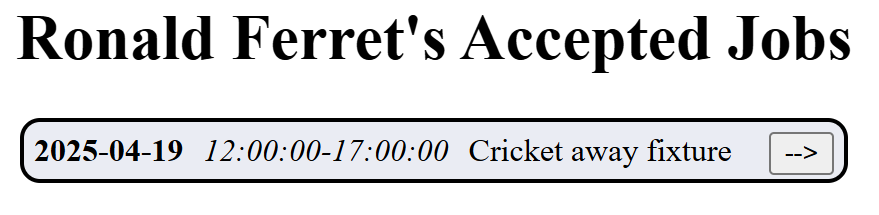 Ronald Ferret's Accepted Jobs
2025-04-19 12:00:00-17:00:00 Cricket away fixture -->